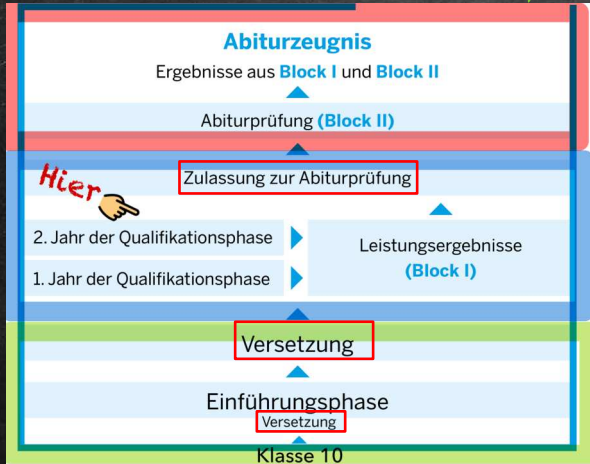 Abiturzeugnis
Ergebnisse aus Block I und Block II
Abiturprüfung (Block II)
Zulassung zur Abiturprüfung
Hier
2. Jahr der Qualifikationsphase
1. Jahr der Qualifikationsphase
Leistungsergebnisse
(Block I)
Versetzung
Einführungsphase
Versetzung
Klasse 10